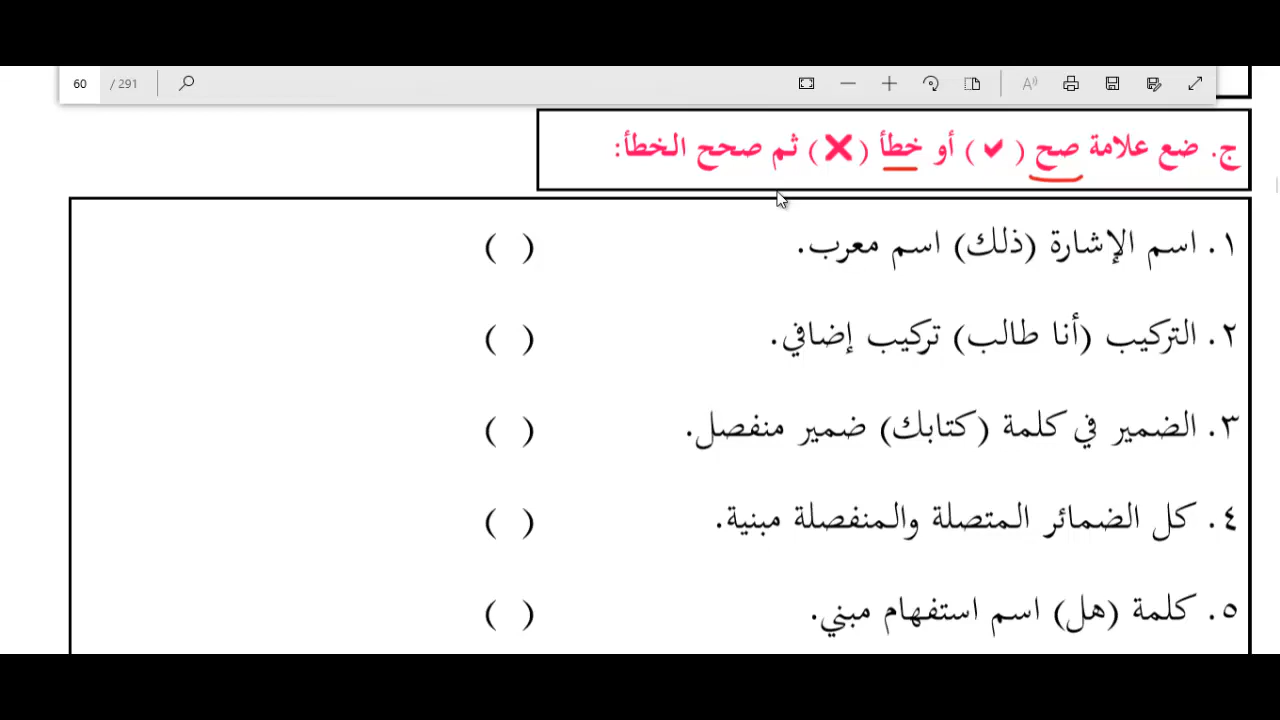 60 / 291
ج. ضع علامة صح (✔) أو خطأ (✖) ثم صحح الخطأ:
١. اسم الإشارة (ذلك) اسم معرب. ( )
٢. التركيب (أنا طالب) تركيب إضافي. ( )
٣. الضمير في كلمة (كتابك) ضمير منفصل. ( )
٤. كل الضمائر المتصلة والمنفصلة مبنية. ( )
٥. كلمة (هل) اسم استفهام مبني. ( )